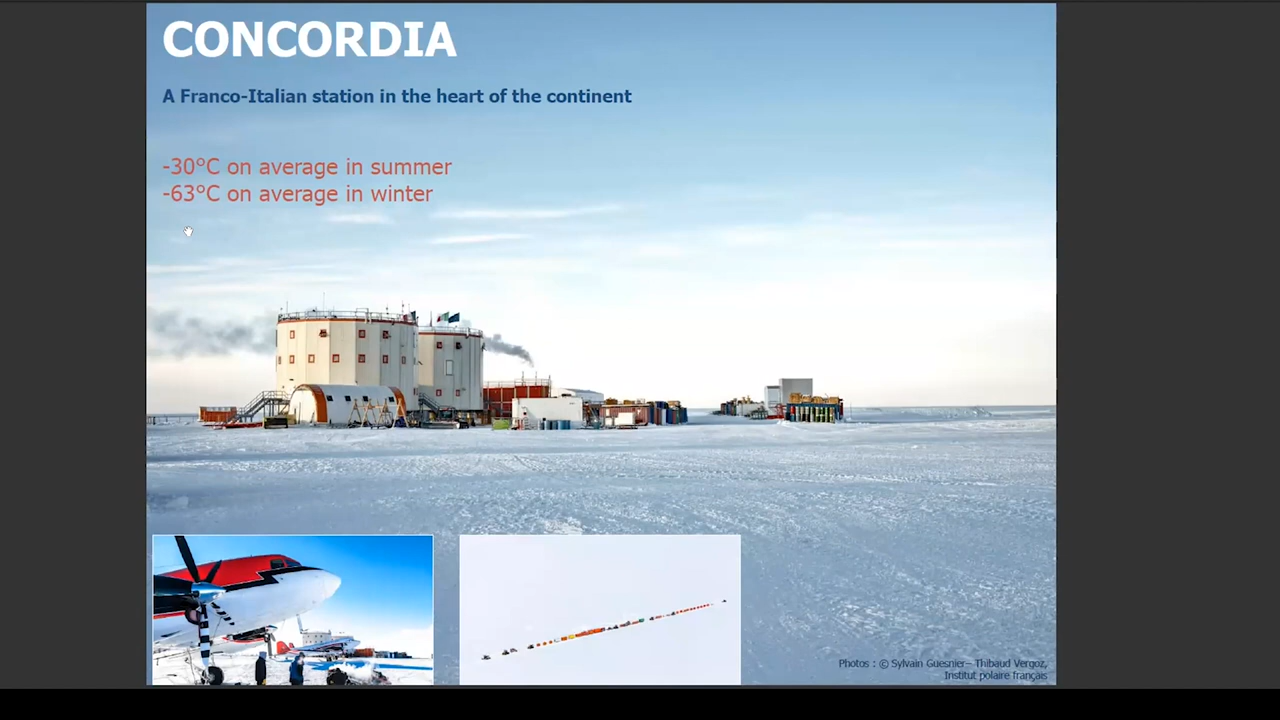 CONCORDIA
A Franco-Italian station in the heart of the continent
-30°C on average in summer
-63°C on average in winter
Photos : © Sylvain Guesnier– Thibaud Vergoz,
Institut polaire français